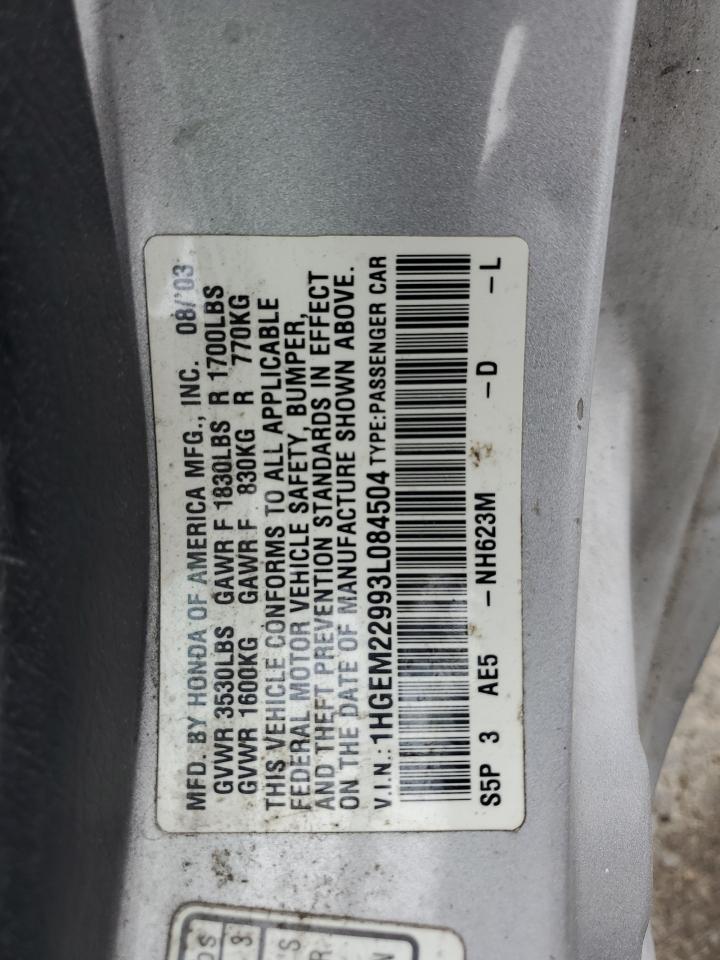 MFD. BY HONDA OF AMERICA MFG., INC. 08/'03
GVWR 3530LBS GAWR F 1830LBS R 1700LBS
GVWR 1600KG GAWR F 830KG R 770KG
THIS VEHICLE CONFORMS TO ALL APPLICABLE
FEDERAL MOTOR VEHICLE SAFETY, BUMPER,
AND THEFT PREVENTION STANDARDS IN EFFECT
ON THE DATE OF MANUFACTURE SHOWN ABOVE.
V.I.N.: 1HGEM22993L084504 TYPE:PASSENGER CAR
S5P 3 AE5 -NH623M -D -L